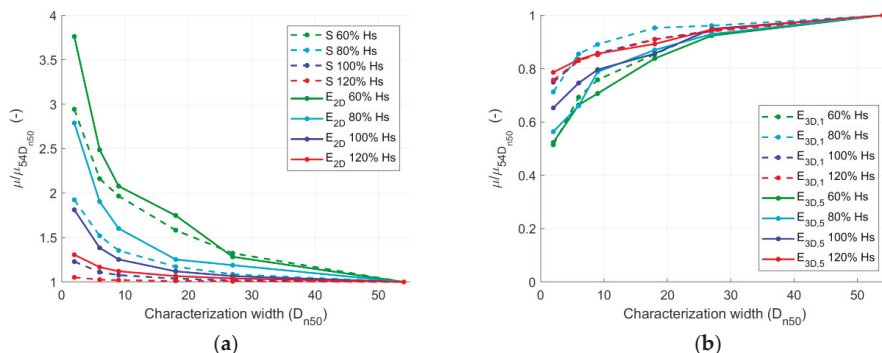 4
3.5
3
2.5
2
1.5
1
μ/μ54Dn50 (-)
0 10 20 30 40 50
Characterization width (Dn50)
S 60% Hs
S 80% Hs
S 100% Hs
S 120% Hs
E2D 60% Hs
E2D 80% Hs
E2D 100% Hs
E2D 120% Hs
(a)
1
0.8
0.6
0.4
0.2
0
μ/μ54Dn50 (-)
0 10 20 30 40 50
Characterization width (Dn50)
E3D,1 60% Hs
E3D,1 80% Hs
E3D,1 100% Hs
E3D,1 120% Hs
E3D,5 60% Hs
E3D,5 80% Hs
E3D,5 100% Hs
E3D,5 120% Hs
(b)